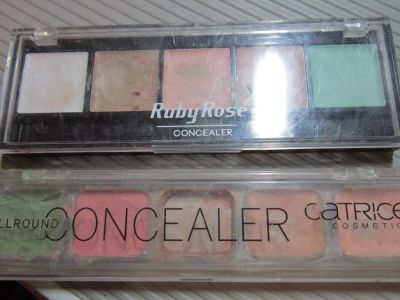 Ruby Rose
CONCEALER
LLROUND CONCEALER CATRICE
COSMETIC